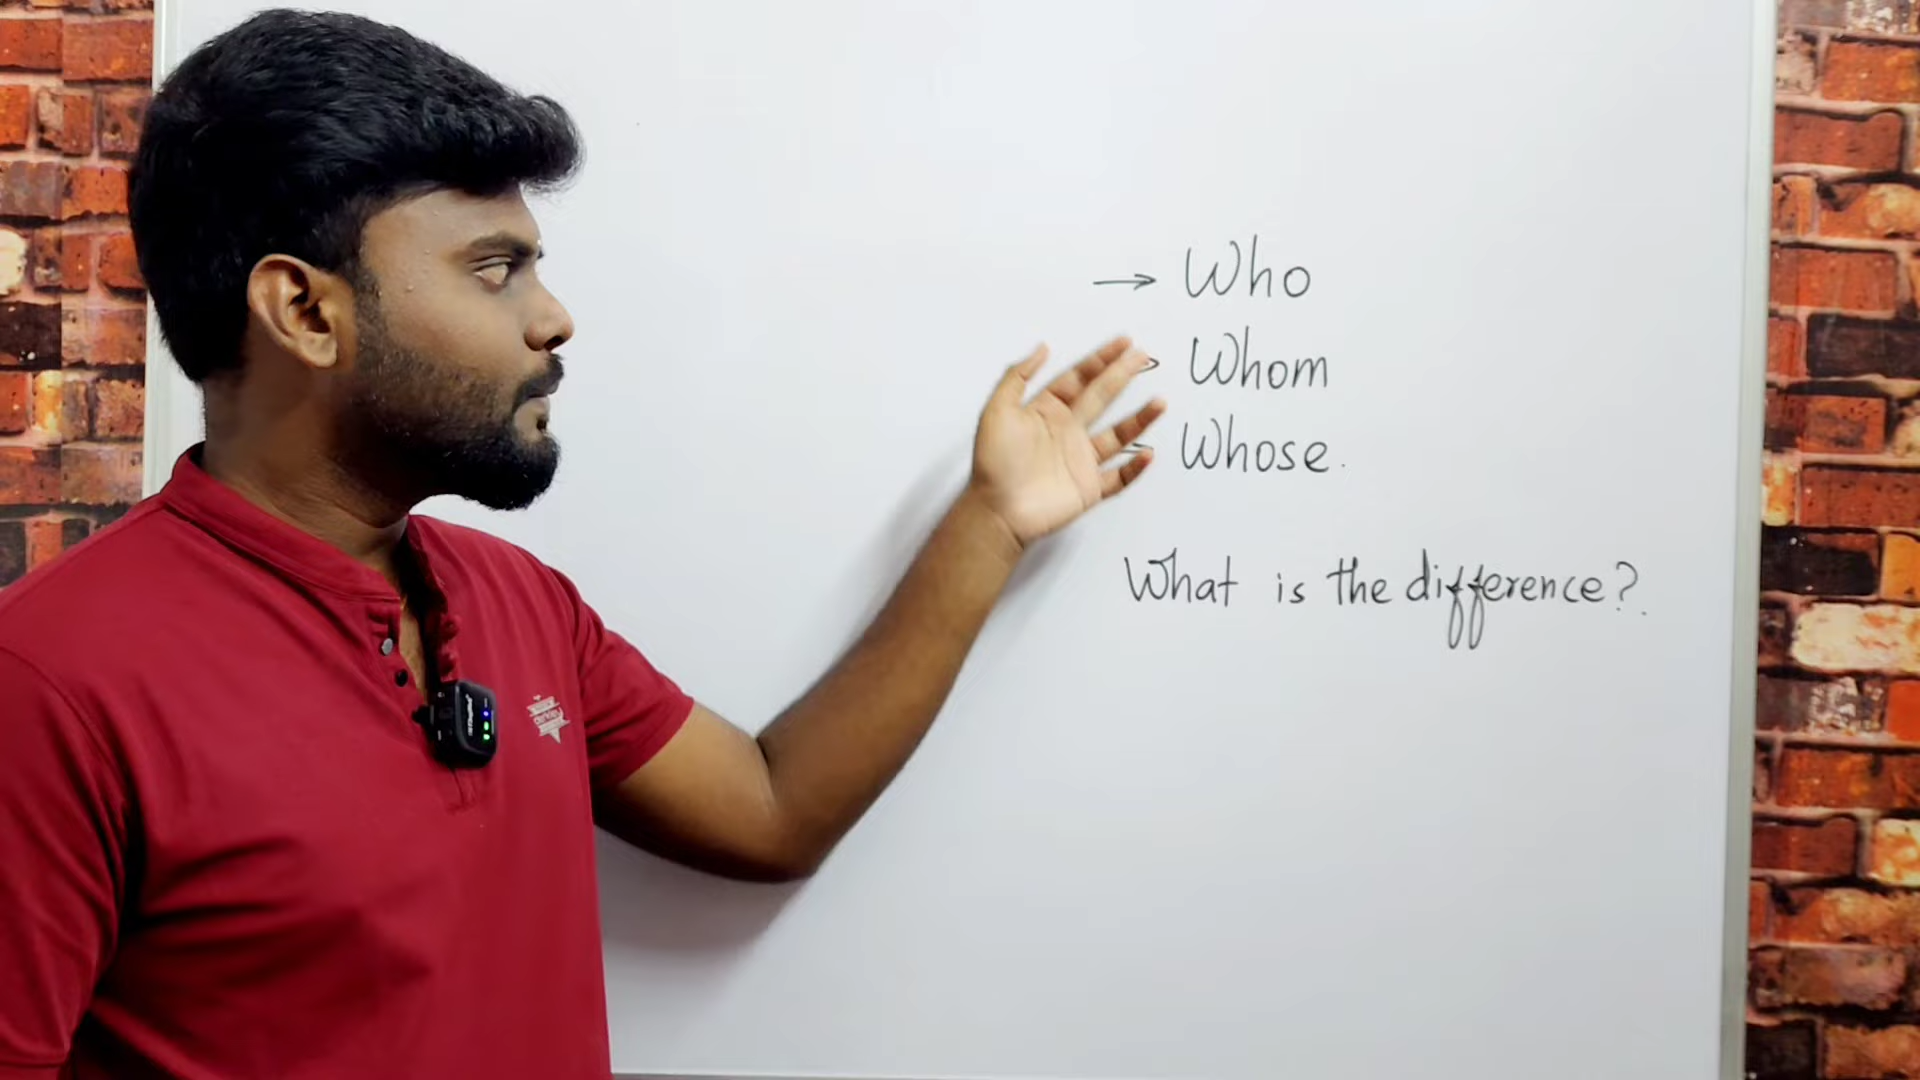 → Who
→ Whom
→ Whose.
What is the difference?